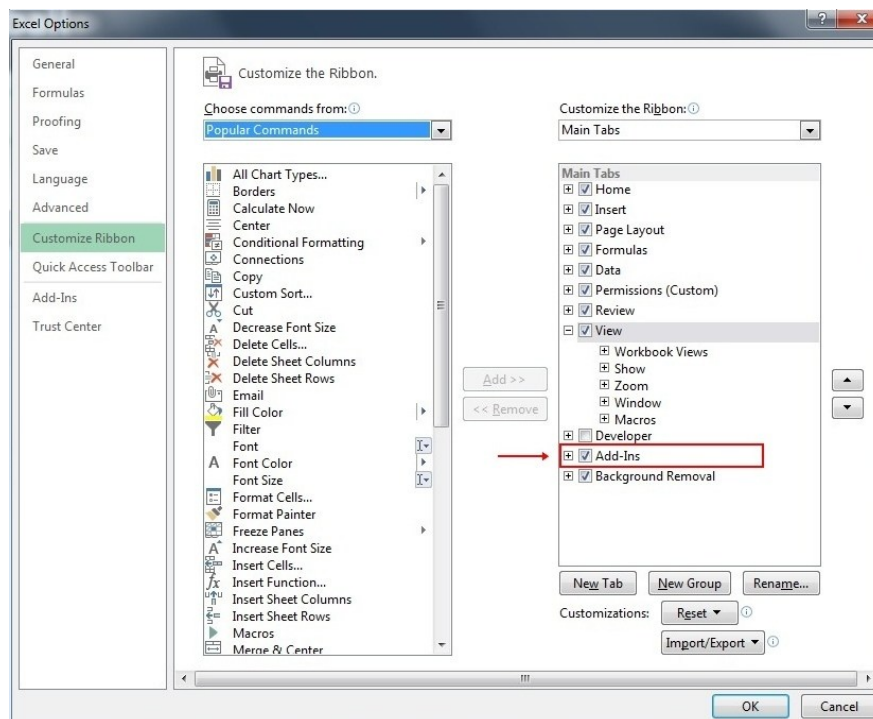 Excel Options
General
Formulas
Proofing
Save
Language
Advanced
Customize Ribbon
Quick Access Toolbar
Add-Ins
Trust Center
Customize the Ribbon.
Choose commands from:
Popular Commands
All Chart Types...
Borders
Calculate Now
Center
Conditional Formatting
Connections
Copy
Custom Sort...
Cut
Decrease Font Size
Delete Cells...
Delete Sheet Columns
Delete Sheet Rows
Email
Fill Color
Filter
Font
Font Color
Font Size
Format Cells...
Format Painter
Freeze Panes
Increase Font Size
Insert Cells...
Insert Function...
Insert Sheet Columns
Insert Sheet Rows
Macros
Merge & Center
Add >>
<< Remove
Customize the Ribbon:
Main Tabs
Main Tabs
Home
Insert
Page Layout
Formulas
Data
Permissions (Custom)
Review
View
Workbook Views
Show
Zoom
Window
Macros
Developer
Add-Ins
Background Removal
New Tab New Group Rename...
Customizations: Reset
Import/Export
OK Cancel